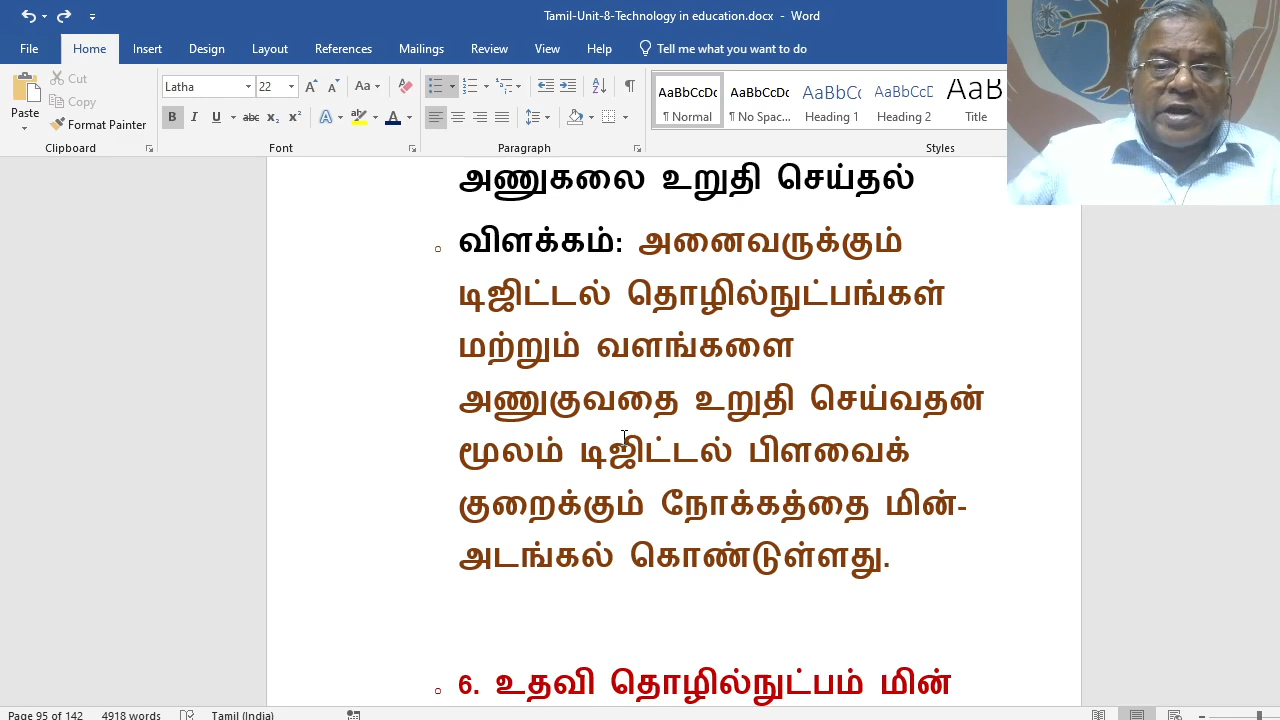 Tamil-Unit-8-Technology in education.docx - Word
File Home Insert Design Layout References Mailings Review View Help Tell me what you want to do
Paste
Cut
Copy
Format Painter
Clipboard
Latha 22
Font
Paragraph
AaBbCcDc AaBbCcDc AaBbCc AaBbCcD AaB
¶ Normal ¶ No Spac... Heading 1 Heading 2 Title
Styles
அணுகலை உறுதி செய்தல்
விளக்கம்: அனைவருக்கும்
டிஜிட்டல் தொழில்நுட்பங்கள்
மற்றும் வளங்களை
அணுகுவதை உறுதி செய்வதன்
மூலம் டிஜிட்டல் பிளவைக்
குறைக்கும் நோக்கத்தை மின்-
அடங்கல் கொண்டுள்ளது.
6. உதவி தொழில்நுட்பம் மின்
Page 95 of 142 4918 words Tamil (India)